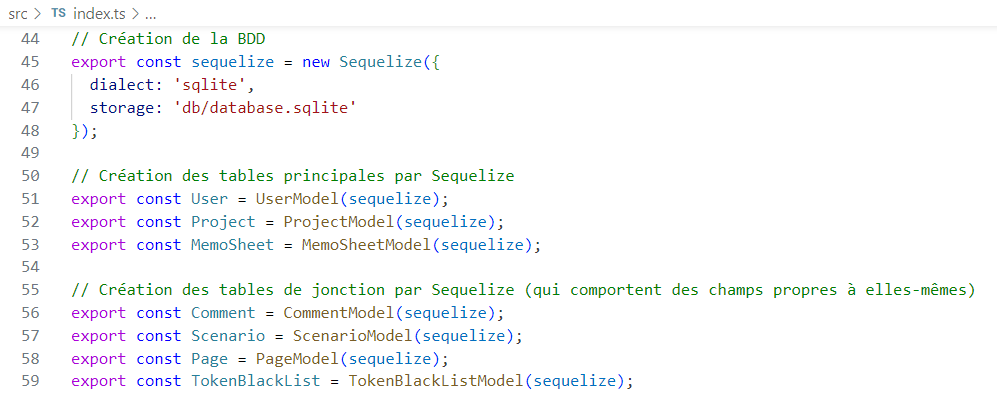 src > TS index.ts > ...
44 // Création de la BDD
45 export const sequelize = new Sequelize({
46 dialect: 'sqlite',
47 storage: 'db/database.sqlite'
48 });
49
50 // Création des tables principales par Sequelize
51 export const User = UserModel(sequelize);
52 export const Project = ProjectModel(sequelize);
53 export const MemoSheet = MemoSheetModel(sequelize);
54
55 // Création des tables de jonction par Sequelize (qui comportent des champs propres à elles-mêmes)
56 export const Comment = CommentModel(sequelize);
57 export const Scenario = ScenarioModel(sequelize);
58 export const Page = PageModel(sequelize);
59 export const TokenBlackList = TokenBlackListModel(sequelize);